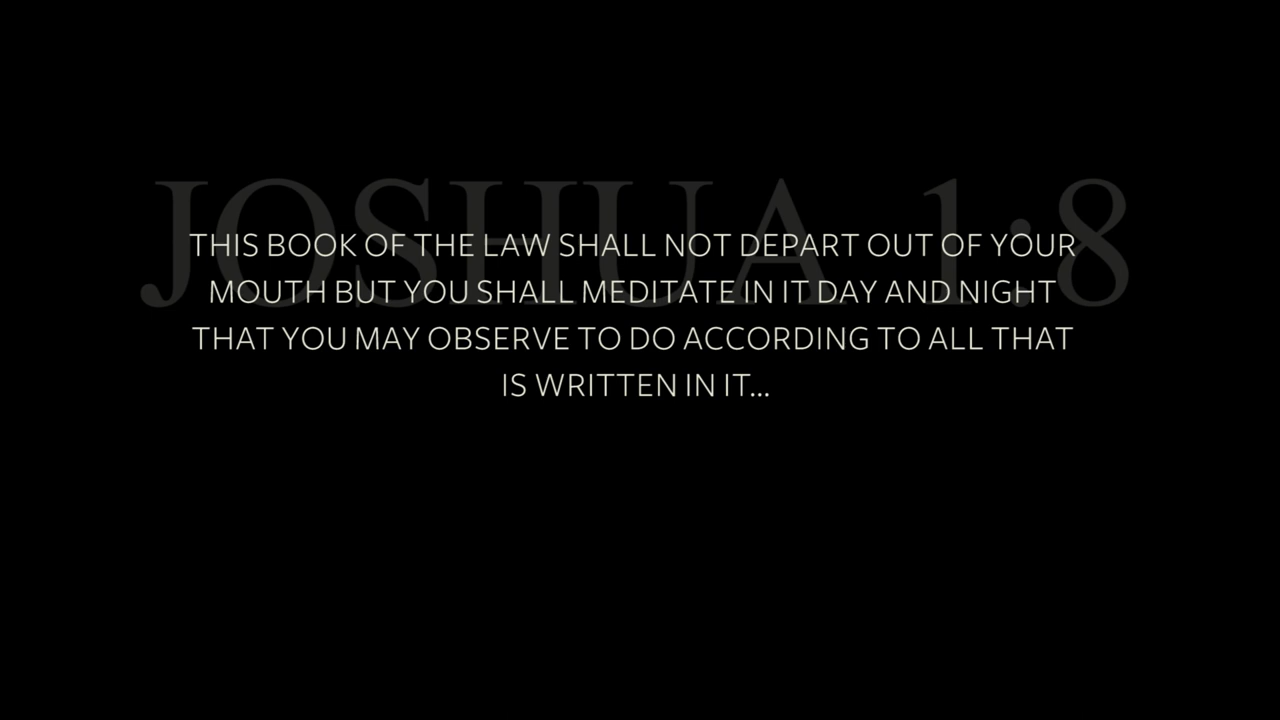 JOSHUA 1:8
THIS BOOK OF THE LAW SHALL NOT DEPART OUT OF YOUR
MOUTH BUT YOU SHALL MEDITATE IN IT DAY AND NIGHT
THAT YOU MAY OBSERVE TO DO ACCORDING TO ALL THAT
IS WRITTEN IN IT...